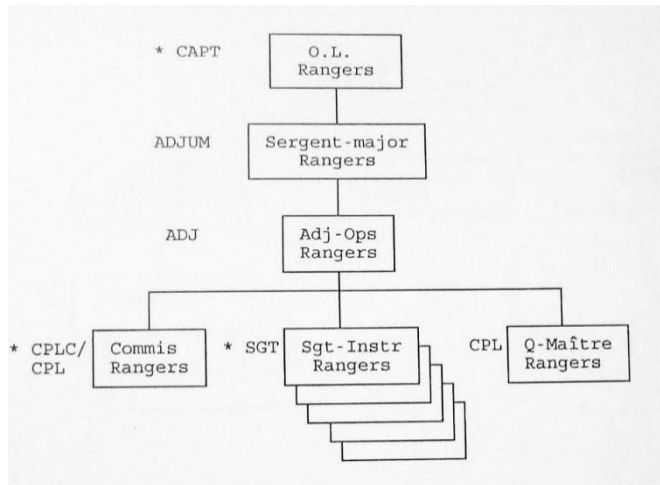 * CAPT
O.L.
Rangers
ADJUM
Sergent-major
Rangers
ADJ
Adj-Ops
Rangers
* CPLC/
CPL
Commis
Rangers
* SGT
Sgt-Instr
Rangers
CPL
Q-Maître
Rangers